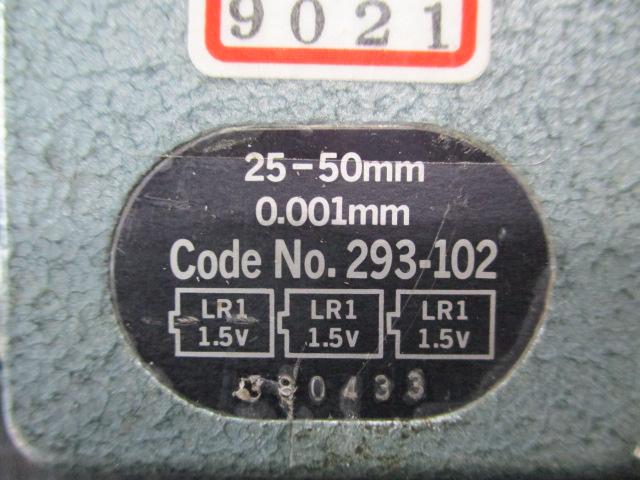 9021
25-50mm
0.001mm
Code No. 293-102
LR1 LR1 LR1
1.5V 1.5V 1.5V
0433